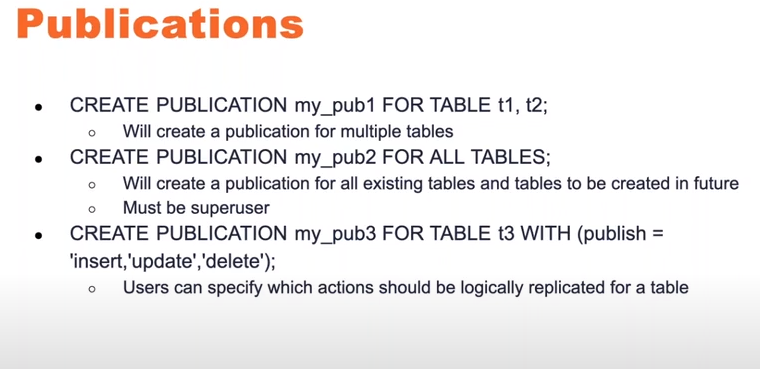 Publications
● CREATE PUBLICATION my_pub1 FOR TABLE t1, t2;
○ Will create a publication for multiple tables
● CREATE PUBLICATION my_pub2 FOR ALL TABLES;
○ Will create a publication for all existing tables and tables to be created in future
○ Must be superuser
● CREATE PUBLICATION my_pub3 FOR TABLE t3 WITH (publish =
'insert,'update','delete');
○ Users can specify which actions should be logically replicated for a table